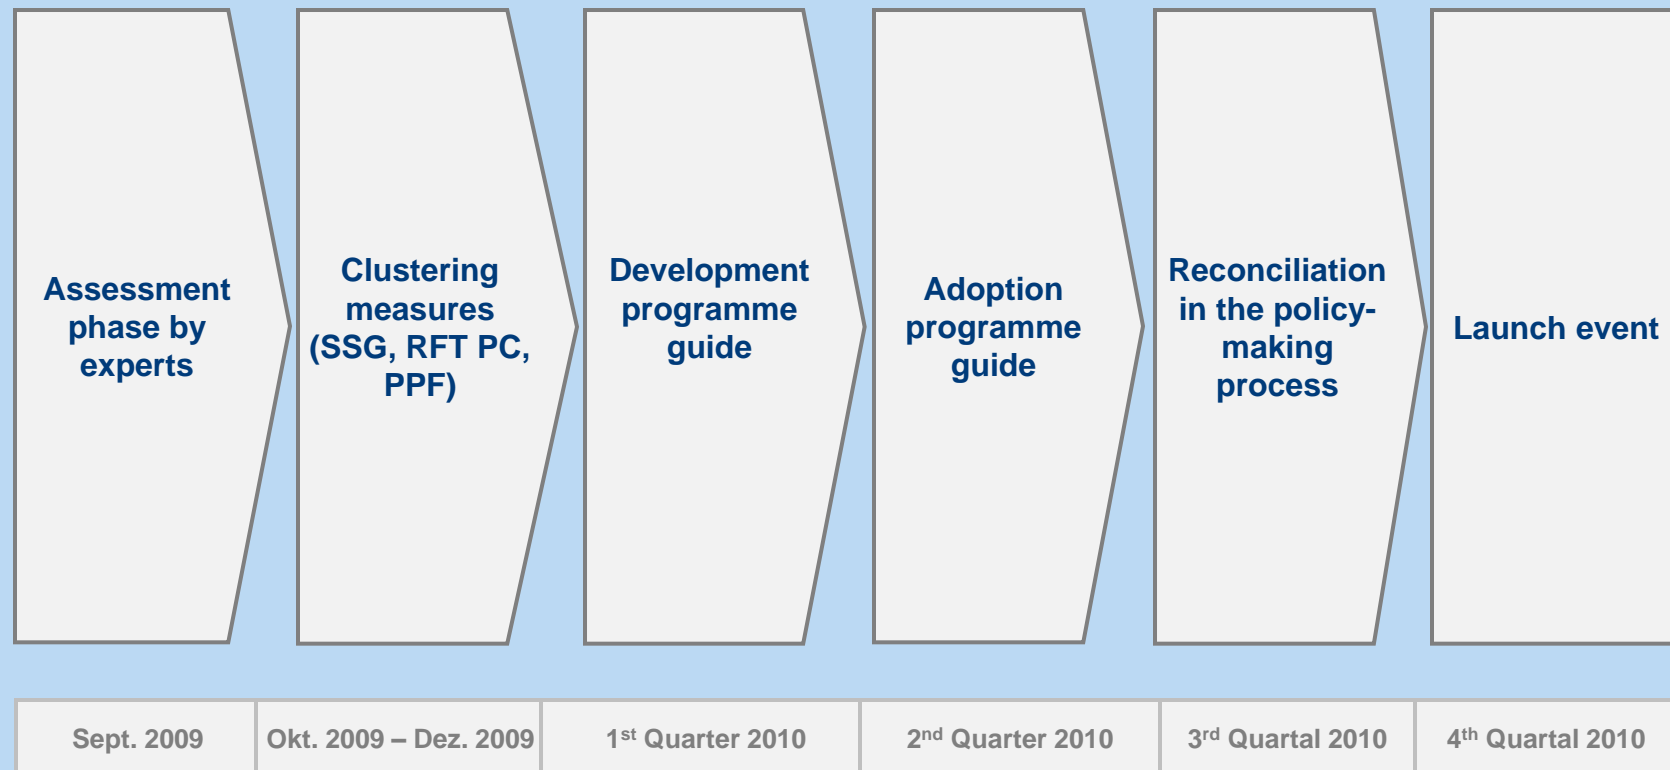 Assessment
phase by
experts
Clustering
measures
(SSG, RFT PC,
PPF)
Development
programme
guide
Adoption
programme
guide
Reconciliation
in the policy-
making
process
Launch event
Sept. 2009
Okt. 2009 – Dez. 2009
1st Quarter 2010
2nd Quarter 2010
3rd Quartal 2010
4th Quartal 2010